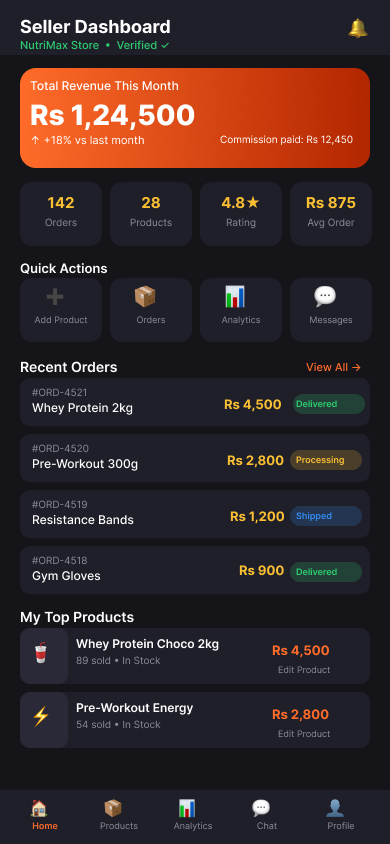 Seller Dashboard
NutriMax Store • Verified ✓
Total Revenue This Month
Rs 1,24,500
↑ +18% vs last month
Commission paid: Rs 12,450
142
Orders
28
Products
4.8★
Rating
Rs 875
Avg Order
Quick Actions
Add Product
Orders
Analytics
Messages
Recent Orders
View All →
#ORD-4521
Whey Protein 2kg
Rs 4,500
Delivered
#ORD-4520
Pre-Workout 300g
Rs 2,800
Processing
#ORD-4519
Resistance Bands
Rs 1,200
Shipped
#ORD-4518
Gym Gloves
Rs 900
Delivered
My Top Products
Whey Protein Choco 2kg
89 sold • In Stock
Rs 4,500
Edit Product
Pre-Workout Energy
54 sold • In Stock
Rs 2,800
Edit Product
Home
Products
Analytics
Chat
Profile